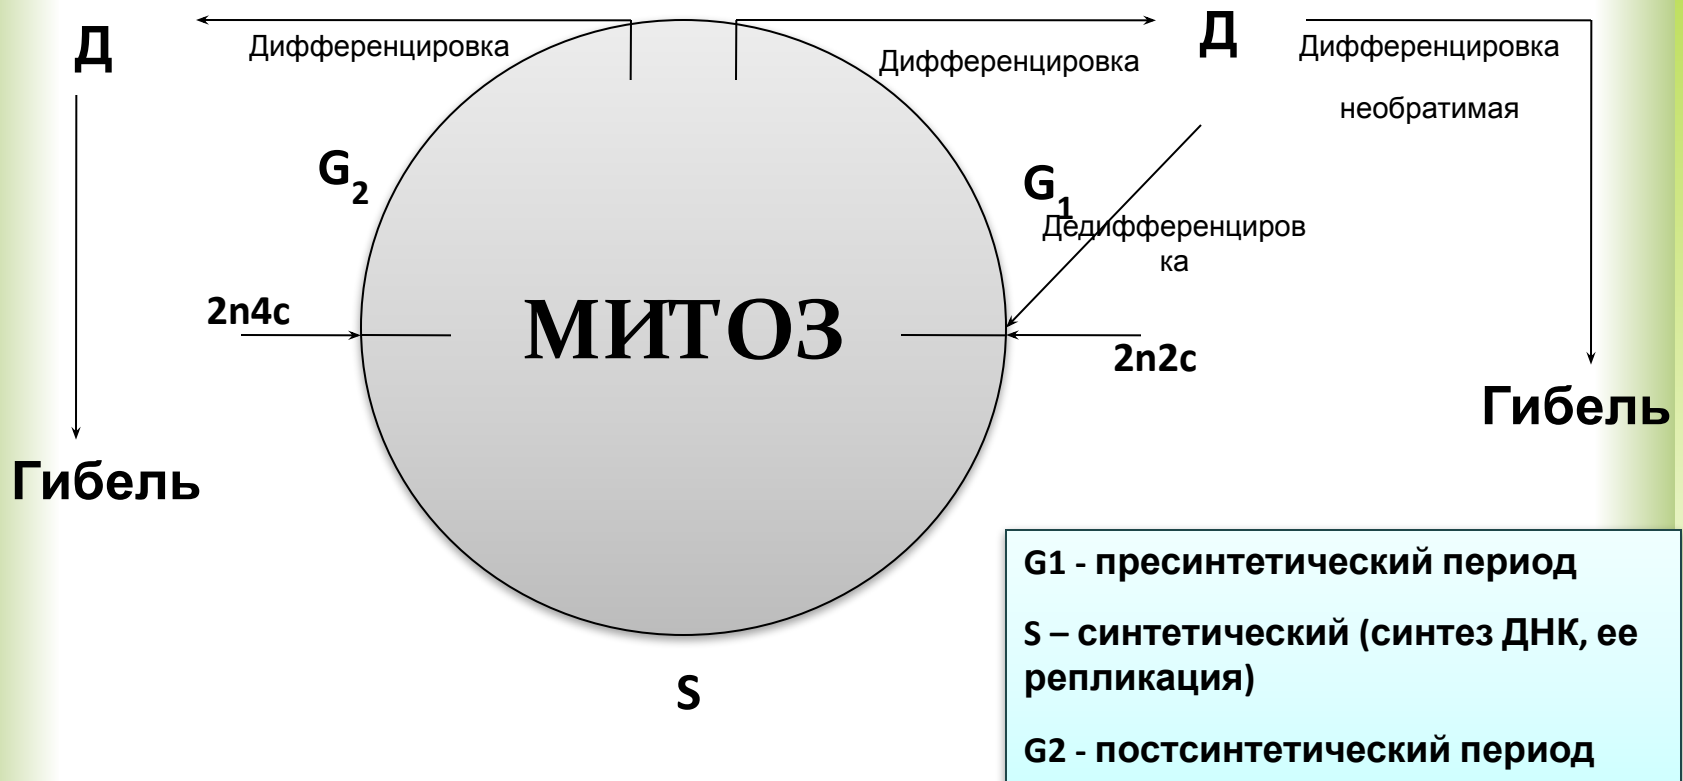 Д
Дифференцировка
Дифференцировка
Д
Дифференцировка
необратимая
G2
G1
Дедифференциров
ка
2n4c
МИТОЗ
2n2c
Гибель
Гибель
S
G1 - пресинтетический период
S – синтетический (синтез ДНК, ее
репликация)
G2 - постсинтетический период